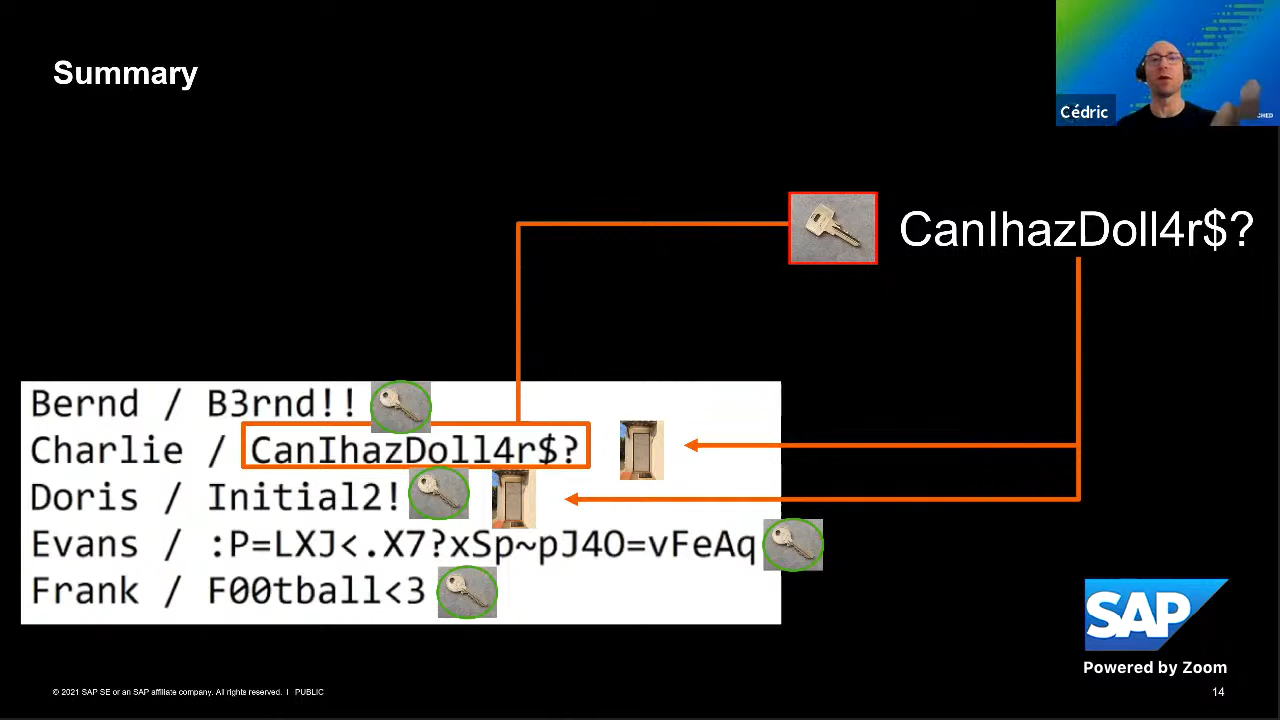 Summary
Cédric
CanIhazDoll4r$?
Bernd / B3rnd!!
Charlie / CanIhazDoll4r$?
Doris / Initial2!
Evans / :P=LXJ<.X7?xSp~pJ4O=vFeAq
Frank / F00tball<3
SAP
Powered by Zoom
© 2021 SAP SE or an SAP affiliate company. All rights reserved. I PUBLIC
14